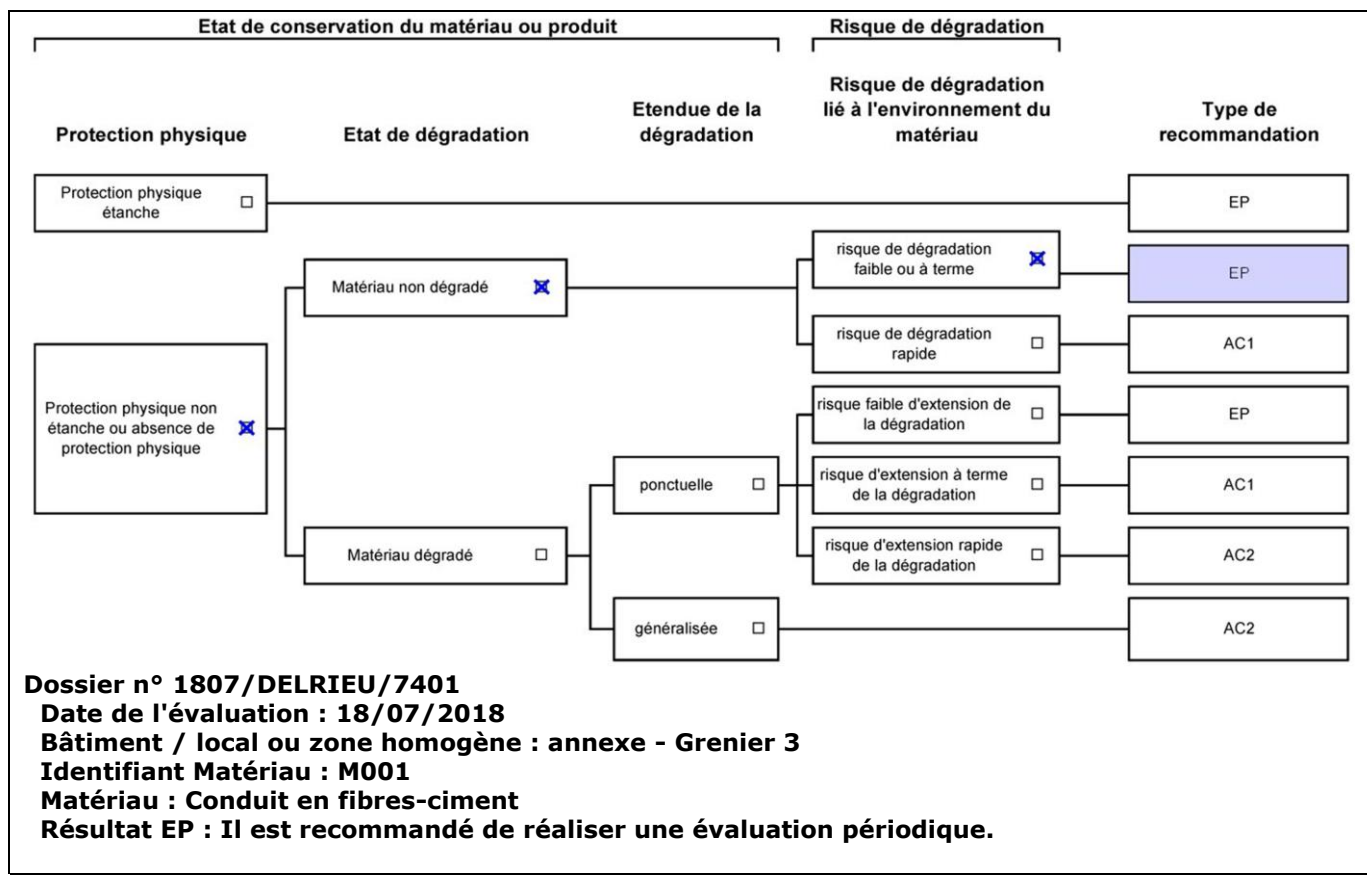 Etat de conservation du matériau ou produit
Risque de dégradation
Protection physique
Etat de dégradation
Etendue de la
dégradation
Risque de dégradation
lié à l'environnement du
matériau
Type de
recommandation
Protection physique
étanche
EP
risque de dégradation
faible ou à terme
EP
Matériau non dégradé
risque de dégradation
rapide
AC1
Protection physique non
étanche ou absence de
protection physique
risque faible d'extension de
la dégradation
EP
ponctuelle
risque d'extension à terme
de la dégradation
AC1
Matériau dégradé
risque d'extension rapide
de la dégradation
AC2
généralisée
AC2
Dossier n° 1807/DELRIEU/7401
Date de l'évaluation : 18/07/2018
Bâtiment / local ou zone homogène : annexe - Grenier 3
Identifiant Matériau : M001
Matériau : Conduit en fibres-ciment
Résultat EP : Il est recommandé de réaliser une évaluation périodique.